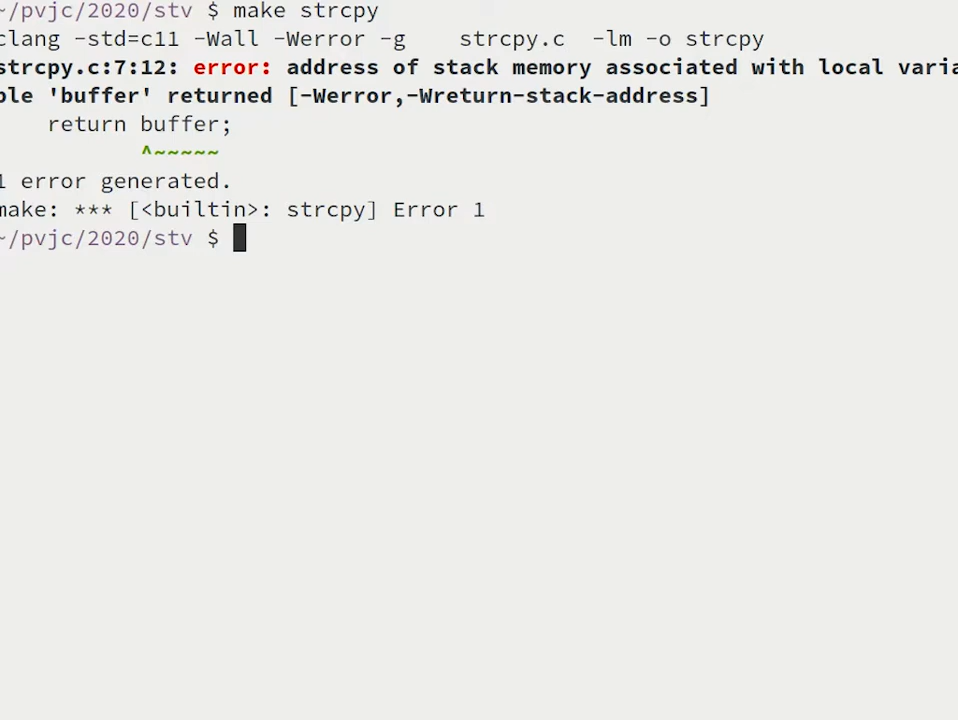 ~/pvjc/2020/stv $ make strcpy
clang -std=c11 -Wall -Werror -g    strcpy.c  -lm -o strcpy
strcpy.c:7:12: error: address of stack memory associated with local varia
ble 'buffer' returned [-Werror,-Wreturn-stack-address]
    return buffer;
           ^~~~~~
1 error generated.
make: *** [<builtin>: strcpy] Error 1
~/pvjc/2020/stv $